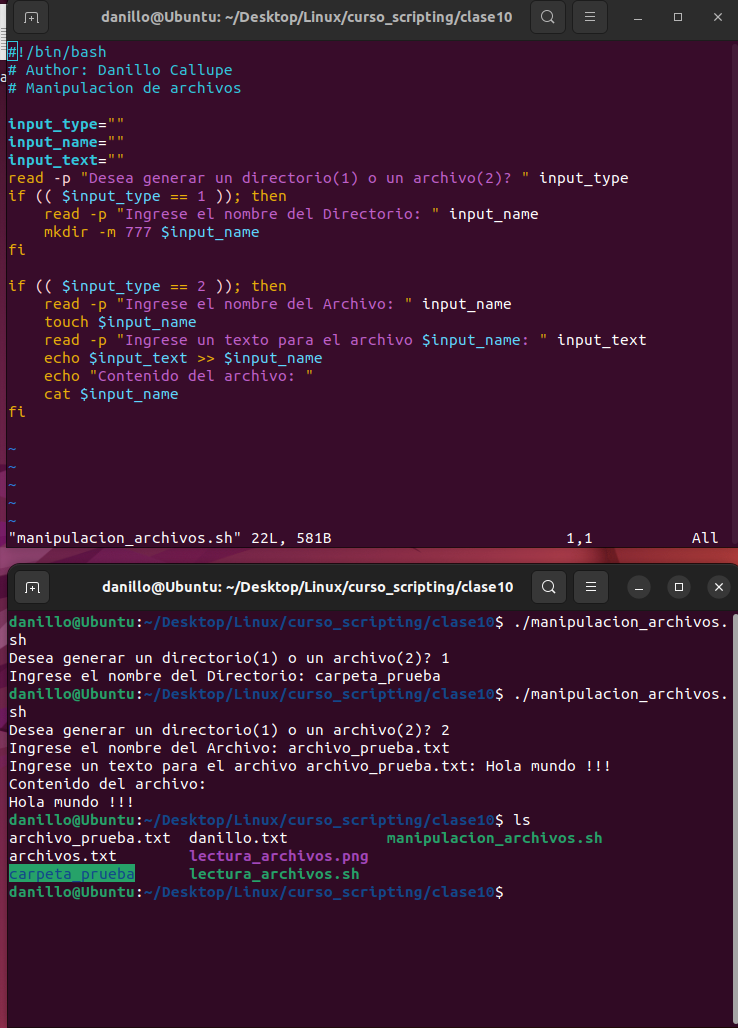 danillo@Ubuntu: ~/Desktop/Linux/curso_scripting/clase10
#!/bin/bash
# Author: Danillo Callupe
# Manipulacion de archivos
input_type=""
input_name=""
input_text=""
read -p "Desea generar un directorio(1) o un archivo(2)? " input_type
if (( $input_type == 1 )); then
    read -p "Ingrese el nombre del Directorio: " input_name
    mkdir -m 777 $input_name
fi
if (( $input_type == 2 )); then
    read -p "Ingrese el nombre del Archivo: " input_name
    touch $input_name
    read -p "Ingrese un texto para el archivo $input_name: " input_text
    echo $input_text >> $input_name
    echo "Contenido del archivo: "
    cat $input_name
fi
~
~
~
~
~
"manipulacion_archivos.sh" 22L, 581B 1,1 All
danillo@Ubuntu: ~/Desktop/Linux/curso_scripting/clase10
danillo@Ubuntu:~/Desktop/Linux/curso_scripting/clase10$ ./manipulacion_archivos.
sh
Desea generar un directorio(1) o un archivo(2)? 1
Ingrese el nombre del Directorio: carpeta_prueba
danillo@Ubuntu:~/Desktop/Linux/curso_scripting/clase10$ ./manipulacion_archivos.
sh
Desea generar un directorio(1) o un archivo(2)? 2
Ingrese el nombre del Archivo: archivo_prueba.txt
Ingrese un texto para el archivo archivo_prueba.txt: Hola mundo !!!
Contenido del archivo:
Hola mundo !!!
danillo@Ubuntu:~/Desktop/Linux/curso_scripting/clase10$ ls
archivo_prueba.txt  danillo.txt           manipulacion_archivos.sh
archivos.txt        lectura_archivos.png
carpeta_prueba      lectura_archivos.sh
danillo@Ubuntu:~/Desktop/Linux/curso_scripting/clase10$